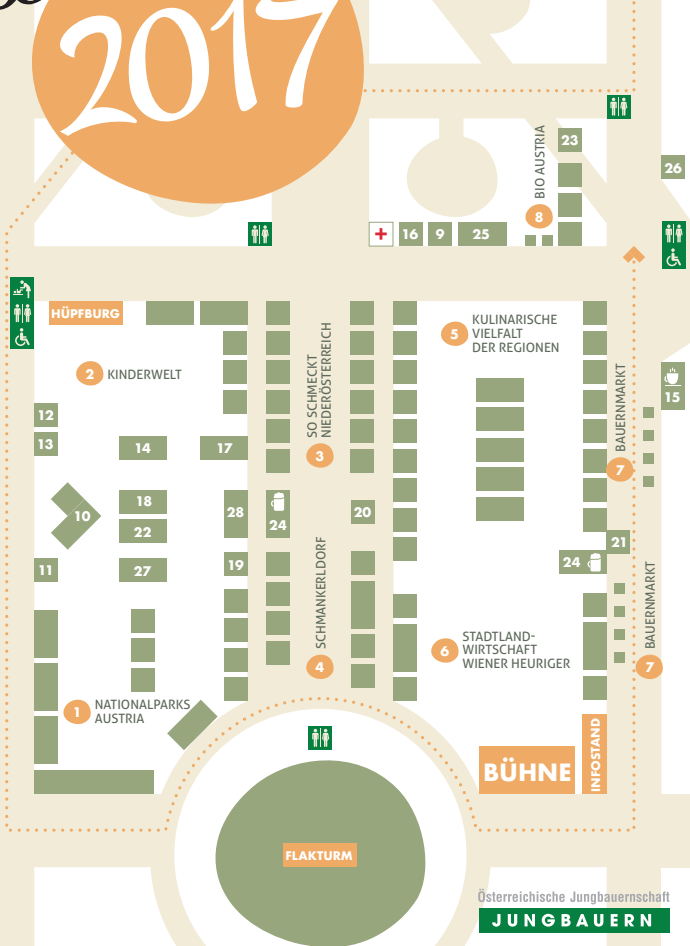 2014
23
26
BIO AUSTRIA
8
16
9
25
HÜPFBURG
KULINARISCHE
VIELFALT
DER REGIONEN
5
2
KINDERWELT
SO SCHMECKT
NIEDERÖSTERREICH
3
BAUERNMARKT
7
15
12
13
14
17
10
18
22
28
24
20
11
27
19
21
24
SCHMANKERLDORF
4
STADTLAND-
WIRTSCHAFT
WIENER HEURIGER
6
BAUERNMARKT
7
1
NATIONALPARKS
AUSTRIA
BÜHNE
INFOSTAND
FLAKTURM
Österreichische Jungbauernschaft
JUNGBAUERN